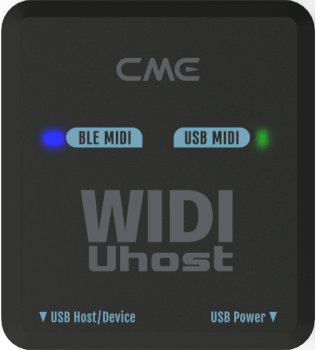 CME
BLE MIDI
USB MIDI
WIDI
Uhost
▼ USB Host/Device
USB Power ▼